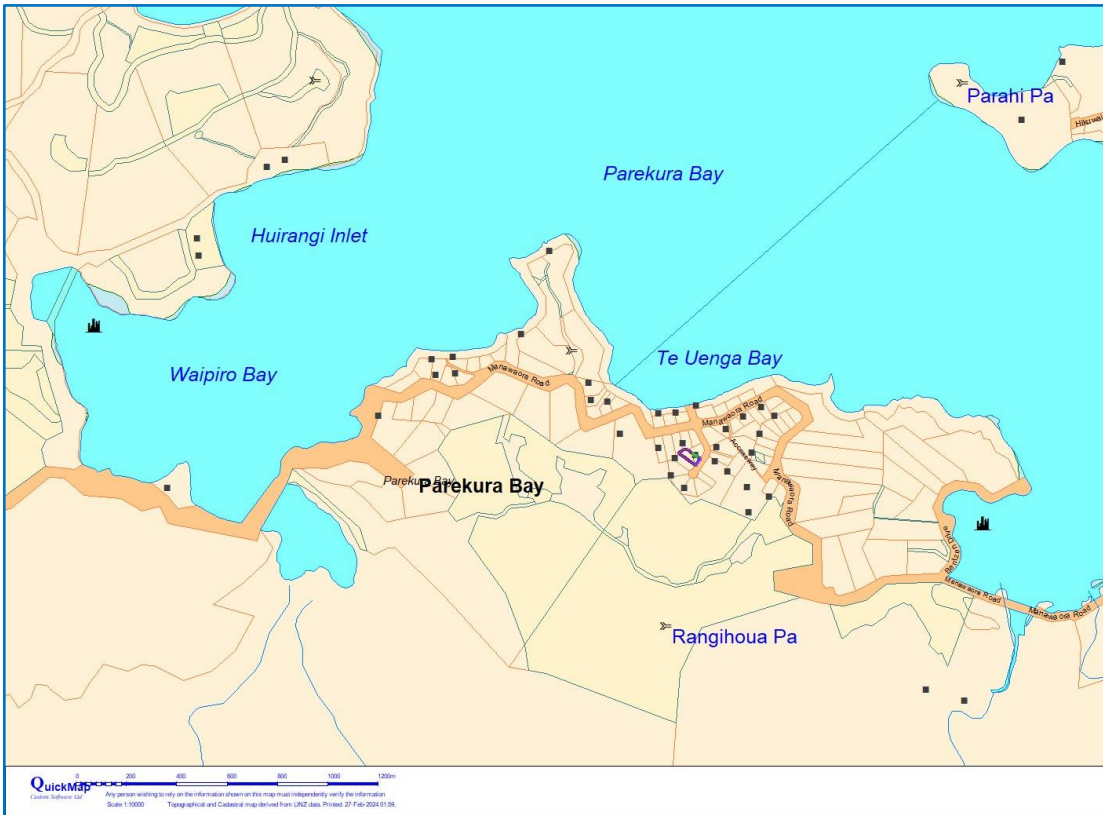 Parahi Pa
Hikuwai
Parekura Bay
Huirangi Inlet
Te Uenga Bay
Waipiro Bay
Manawaora Road
Manawaora Road
Accessway
Parekura Bay
Parekura Bay
Manawaora Road
Manawaora Road
Manawaora Road
Rangihoua Pa
QuickMap
Custom Software Ltd
0 200 400 600 800 1000 1200m
Any person wishing to rely on the information shown on this map must independently verify the information
Scale 1:10000 Topographical and Cadastral map derived from LINZ data. Printed: 27-Feb-2024 01:59.